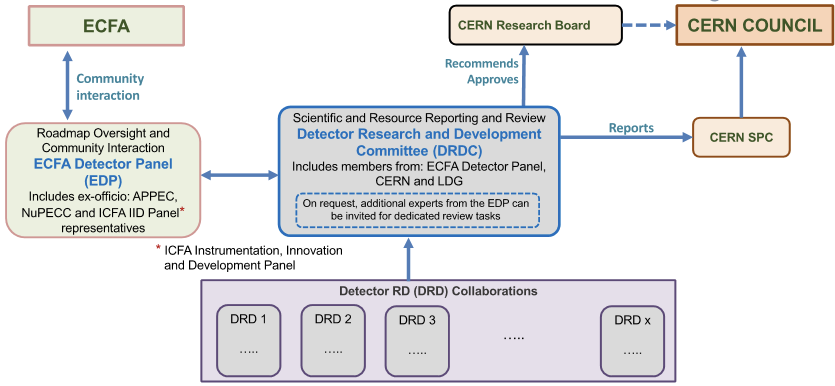 ECFA
CERN Research Board
CERN COUNCIL
Community
interaction
Recommends
Approves
Roadmap Oversight and
Community Interaction
ECFA Detector Panel
(EDP)
Includes ex-officio: APPEC,
NuPECC and ICFA IID Panel*
representatives
Scientific and Resource Reporting and Review
Detector Research and Development
Committee (DRDC)
Includes members from: ECFA Detector Panel,
CERN and LDG
On request, additional experts from the EDP can
be invited for dedicated review tasks
Reports
CERN SPC
* ICFA Instrumentation, Innovation
and Development Panel
Detector RD (DRD) Collaborations
DRD 1
.....
DRD 2
.....
DRD 3
.....
.....
DRD x
.....